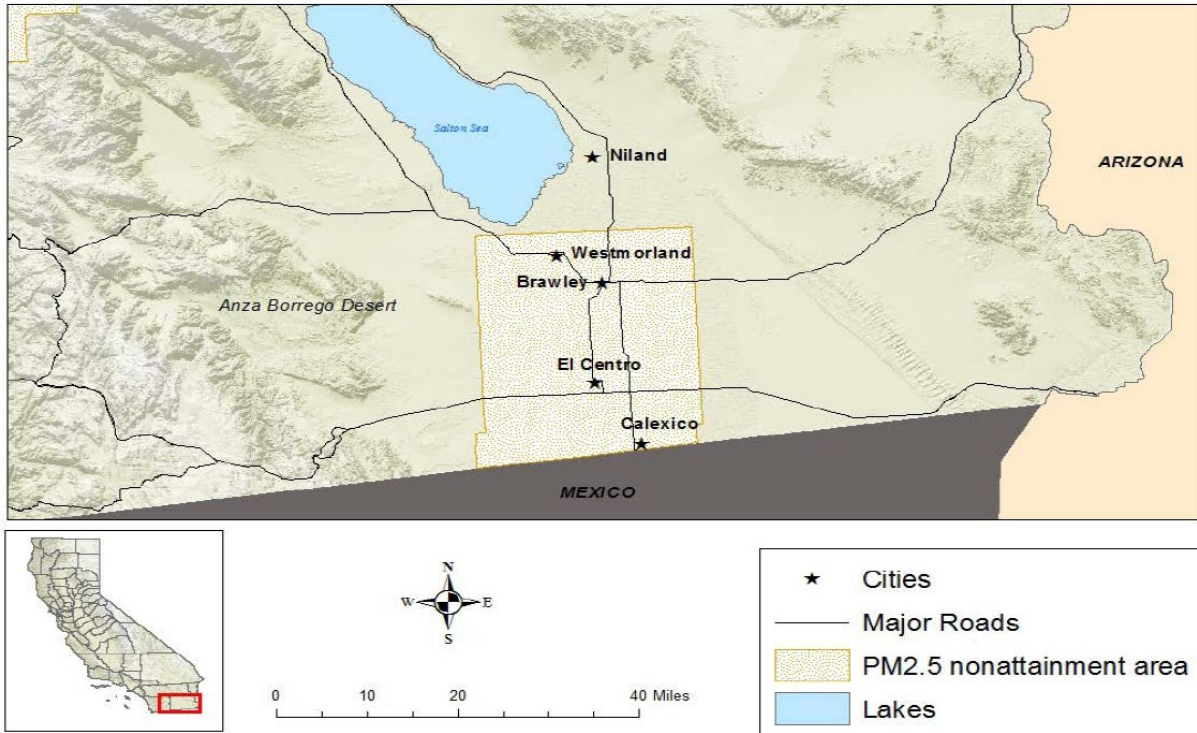 Salton Sea
Niland
ARIZONA
Westmorland
Brawley
Anza Borrego Desert
El Centro
Calexico
MEXICO
N
W E
S
0 10 20 40 Miles
Cities
Major Roads
PM2.5 nonattainment area
Lakes